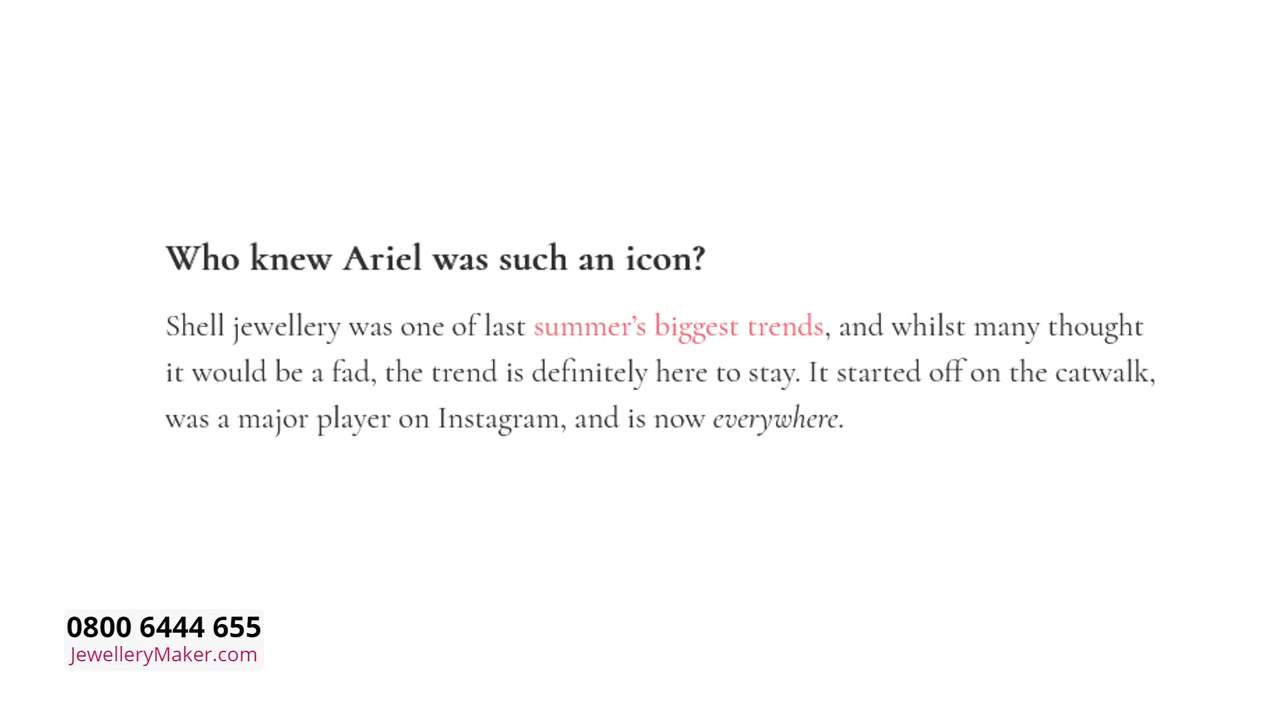 Who knew Ariel was such an icon?
Shell jewellery was one of last summer’s biggest trends, and whilst many thought
it would be a fad, the trend is definitely here to stay. It started off on the catwalk,
was a major player on Instagram, and is now everywhere.
0800 6444 655
JewelleryMaker.com